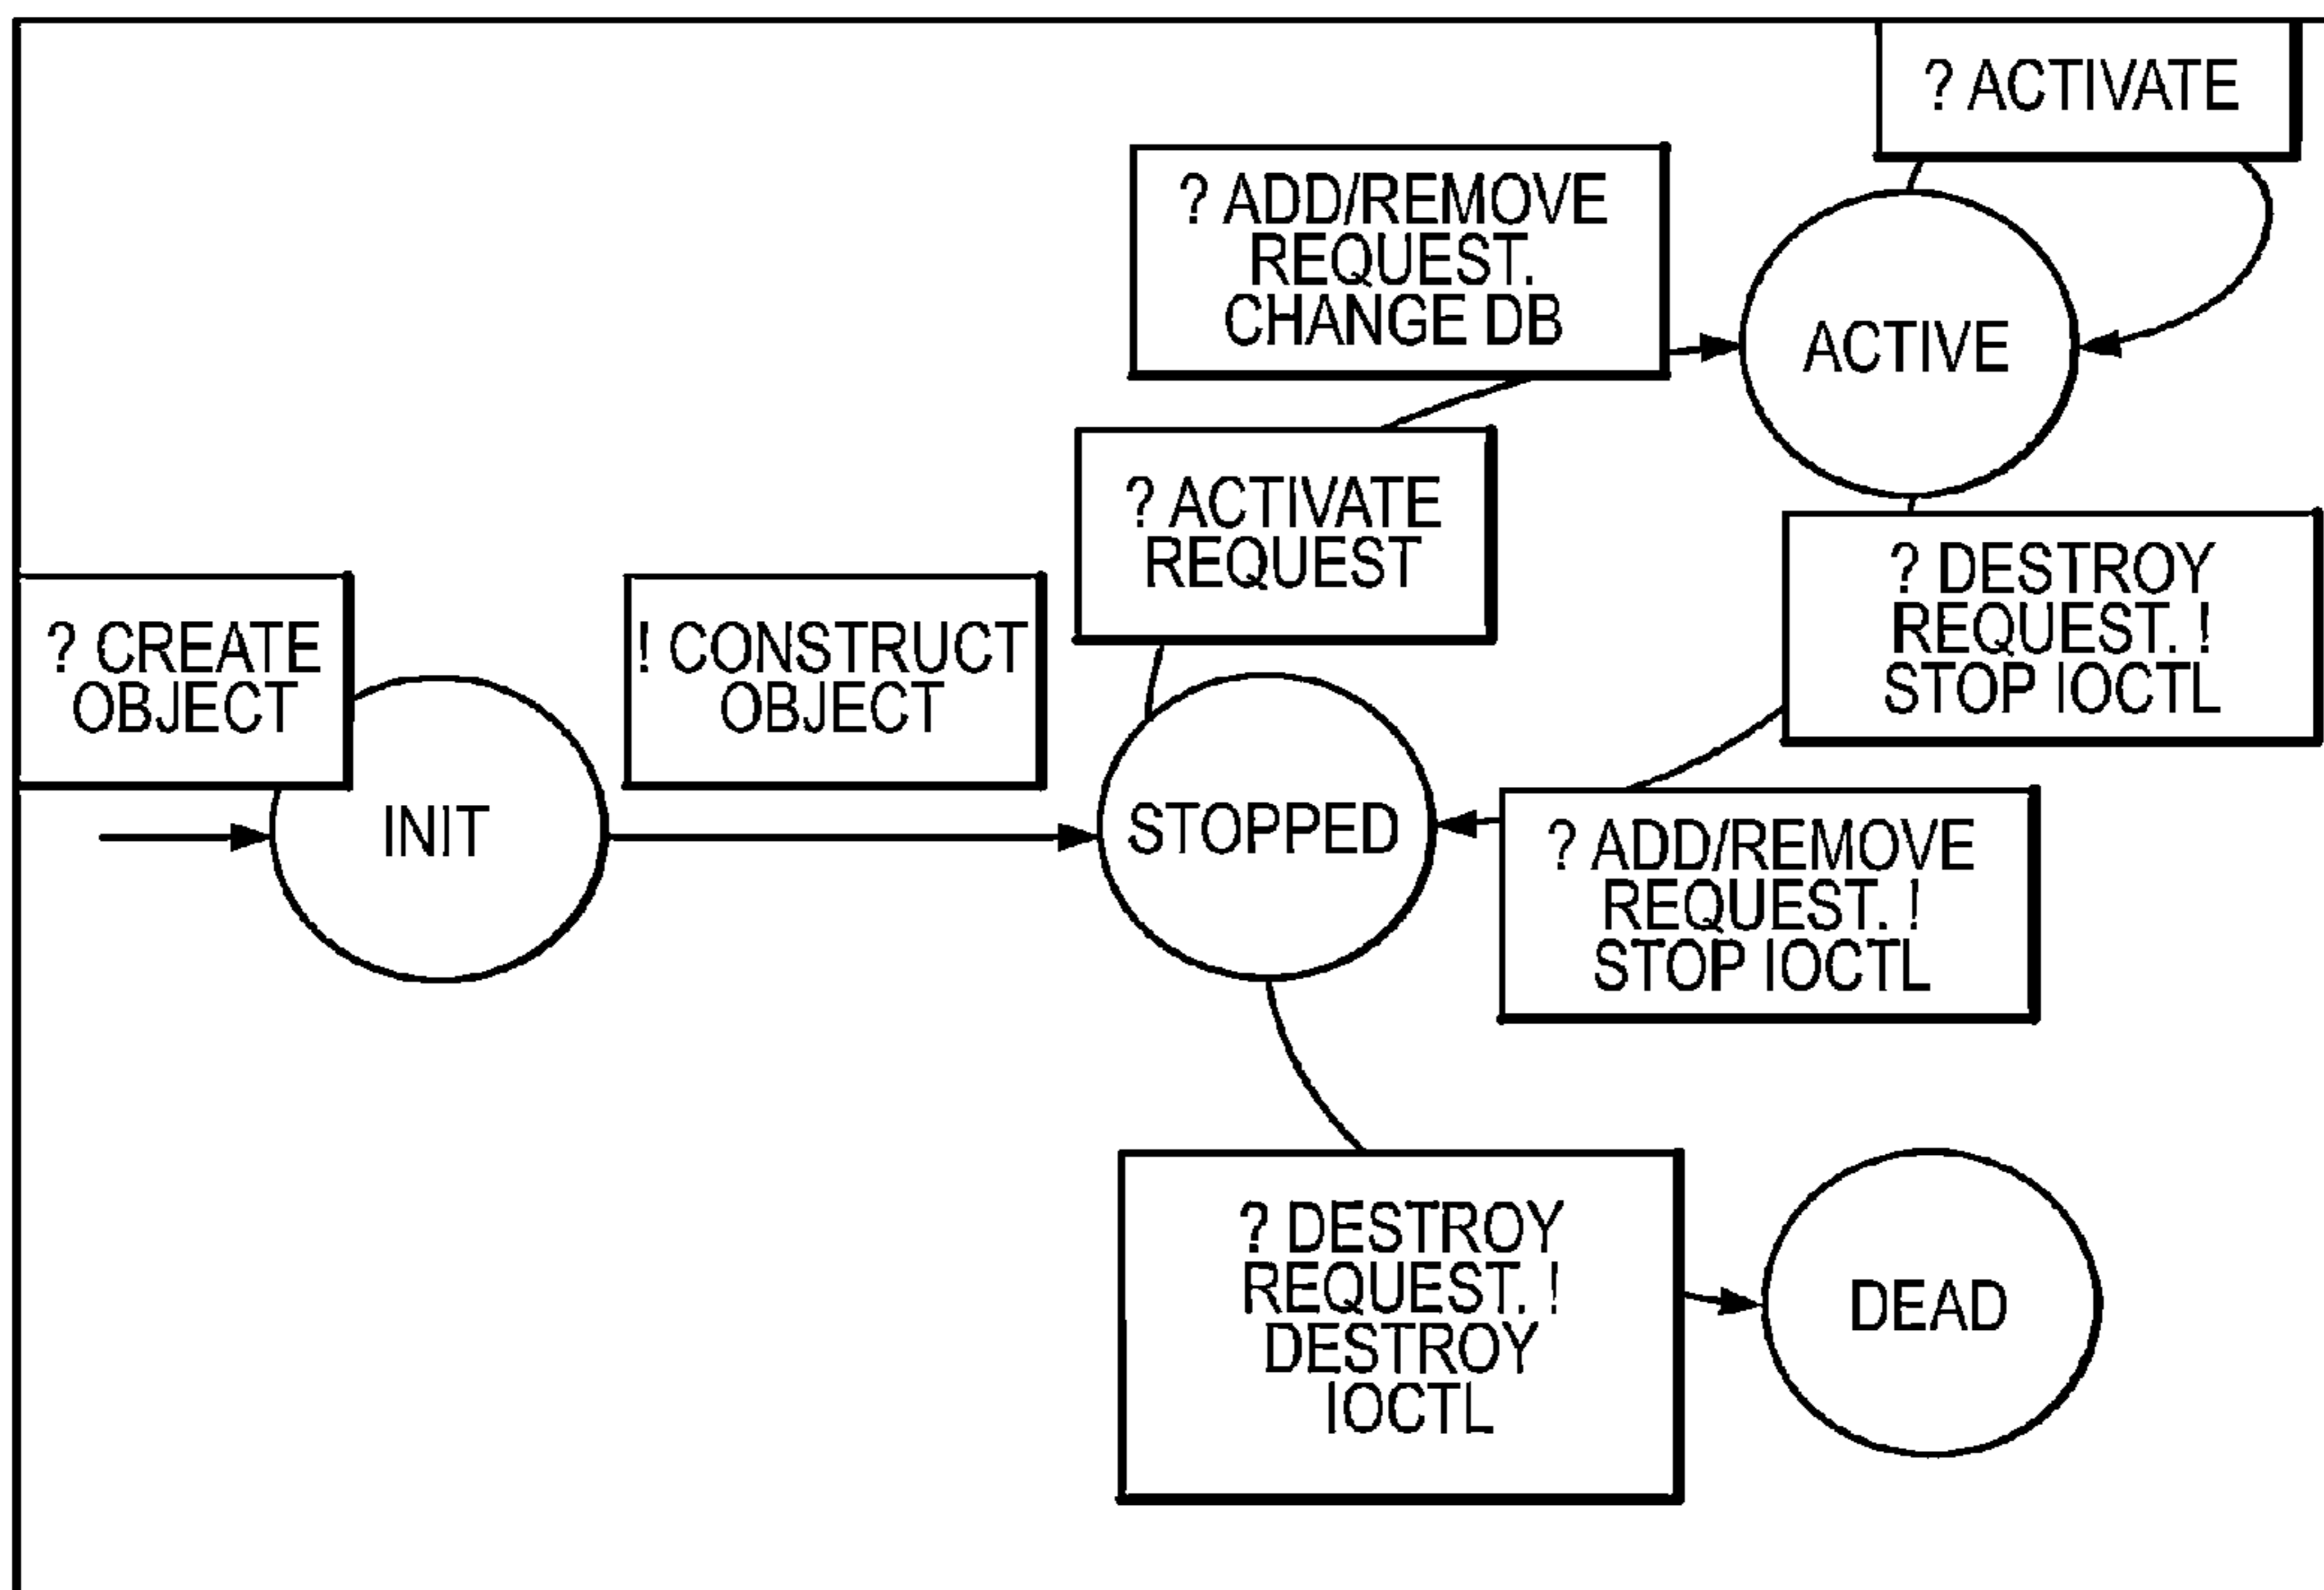 ? ACTIVATE
? ADD/REMOVE
REQUEST.
CHANGE DB
ACTIVE
? ACTIVATE
REQUEST
? DESTROY
REQUEST. !
STOP IOCTL
? CREATE
OBJECT
! CONSTRUCT
OBJECT
INIT
STOPPED
? ADD/REMOVE
REQUEST. !
STOP IOCTL
? DESTROY
REQUEST. !
DESTROY
IOCTL
DEAD